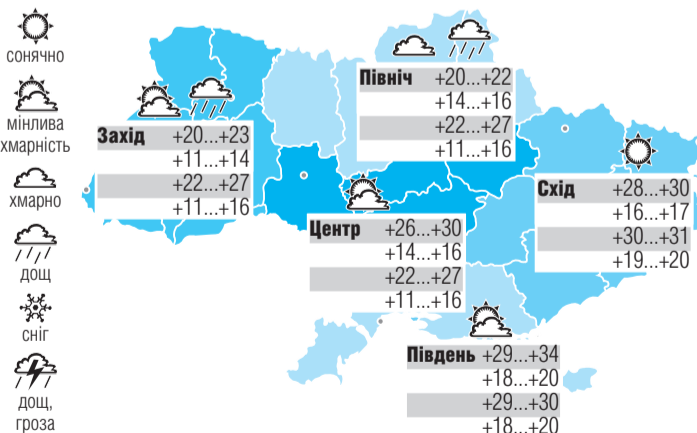 сонячно
мінлива
хмарність
хмарно
дощ
сніг
дощ,
гроза
Захід +20...+23
+11...+14
+22...+27
+11...+16
Північ +20...+22
+14...+16
+22...+27
+11...+16
Центр +26...+30
+14...+16
+22...+27
+11...+16
Схід +28...+30
+16...+17
+30...+31
+19...+20
Південь +29...+34
+18...+20
+29...+30
+18...+20